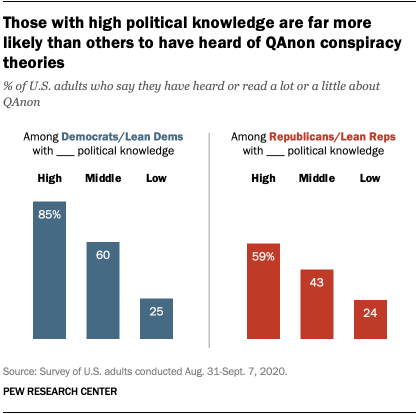 Those with high political knowledge are far more
likely than others to have heard of QAnon conspiracy
theories
% of U.S. adults who say they have heard or read a lot or a little about
QAnon
Among Democrats/Lean Dems
with ___ political knowledge
High Middle Low
85% 60 25
Among Republicans/Lean Reps
with ___ political knowledge
High Middle Low
59% 43 24
Source: Survey of U.S. adults conducted Aug. 31-Sept. 7, 2020.
PEW RESEARCH CENTER